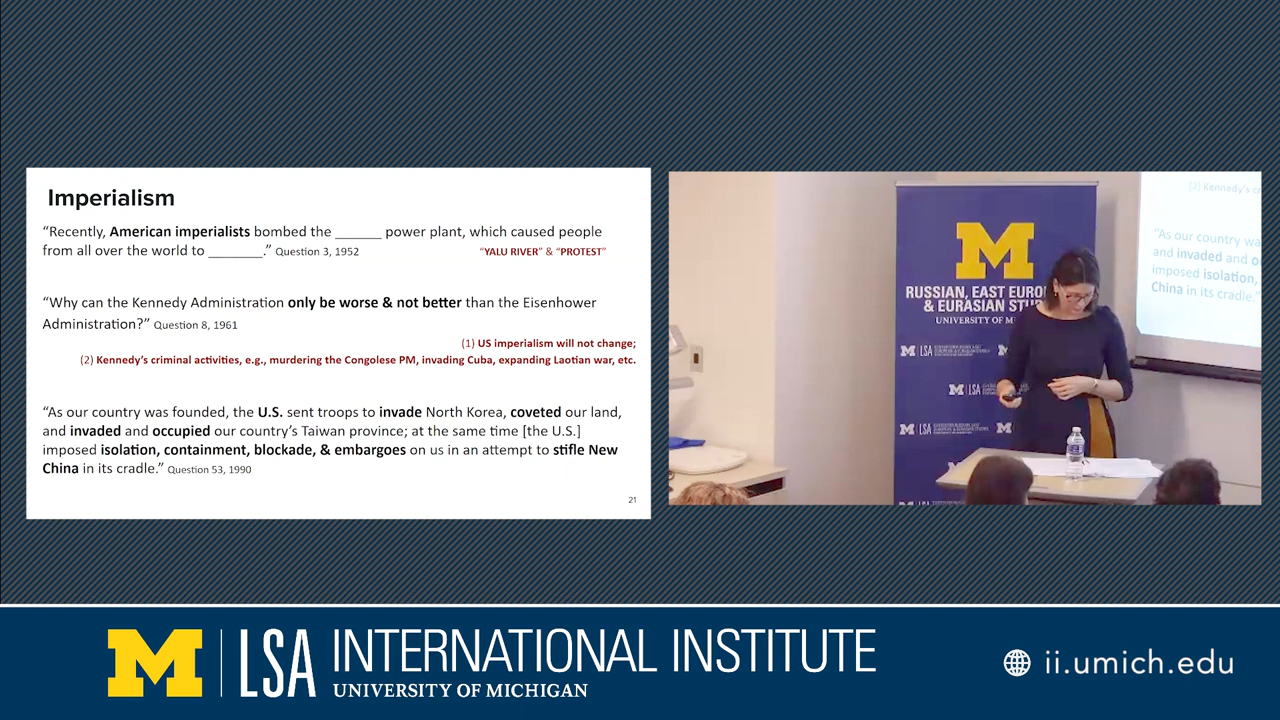 Imperialism
“Recently, American imperialists bombed the ______ power plant, which caused people
from all over the world to _______.” Question 3, 1952
“YALU RIVER” & “PROTEST”
“Why can the Kennedy Administration only be worse & not better than the Eisenhower
Administration?” Question 8, 1961
(1) US imperialism will not change;
(2) Kennedy’s criminal activities, e.g., murdering the Congolese PM, invading Cuba, expanding Laotian war, etc.
“As our country was founded, the U.S. sent troops to invade North Korea, coveted our land,
and invaded and occupied our country’s Taiwan province; at the same time [the U.S.]
imposed isolation, containment, blockade, & embargoes on us in an attempt to stifle New
China in its cradle.” Question 53, 1990
21
M
RUSSIAN, EAST EURO
& EURASIAN STU
UNIVERSITY OF M
M LSA
M LSA
M LSA
M LSA
(2) Kennedy's c
“As our country wa
and invaded and o
imposed isolation,
China in its cradle.”
M LSA INTERNATIONAL INSTITUTE
UNIVERSITY OF MICHIGAN
ii.umich.edu